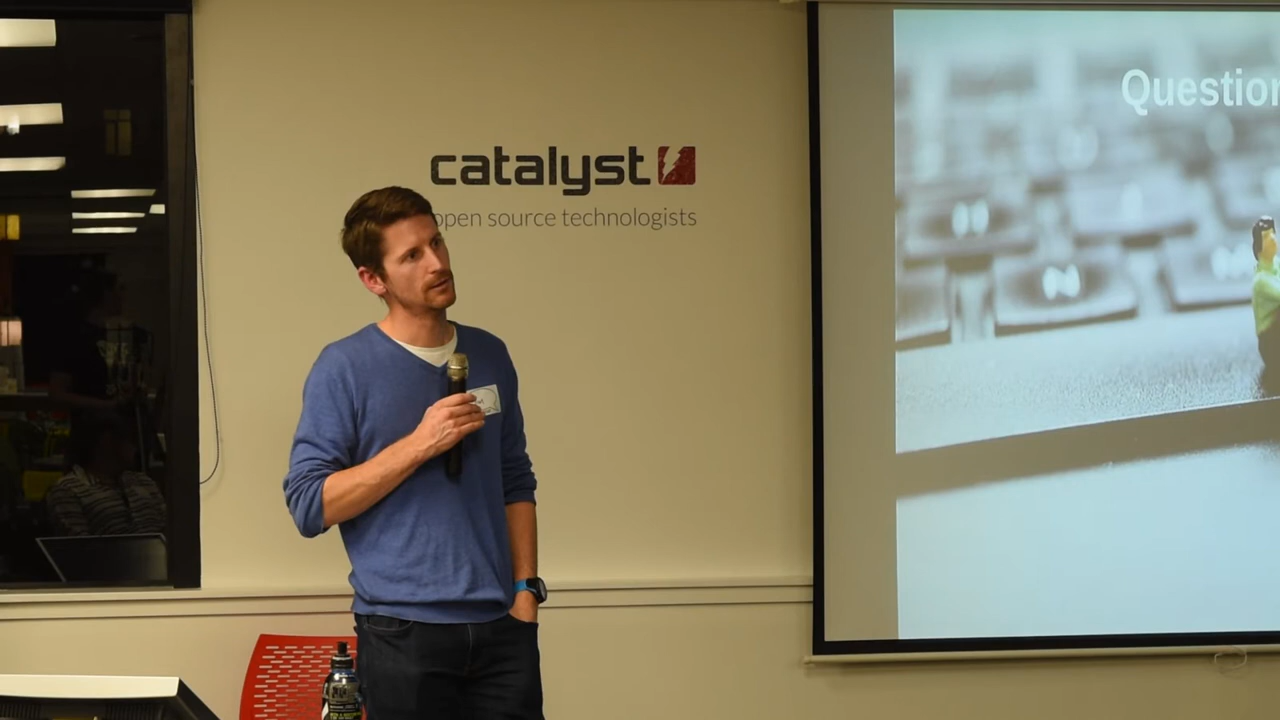 catalyst
open source technologists
Question